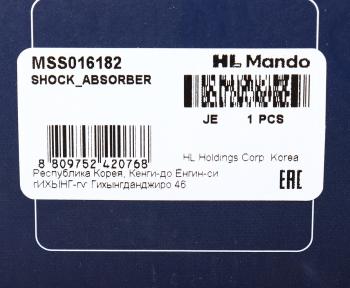 MSS016182 HL Mando
SHOCK_ABSORBER
JE 1 PCS
8 809752 420768
HL Holdings Corp Korea
Республика Корея, Кенги-до Енгин-си
гИХЫНГ-гу Гихынгданджиро 46
EAC